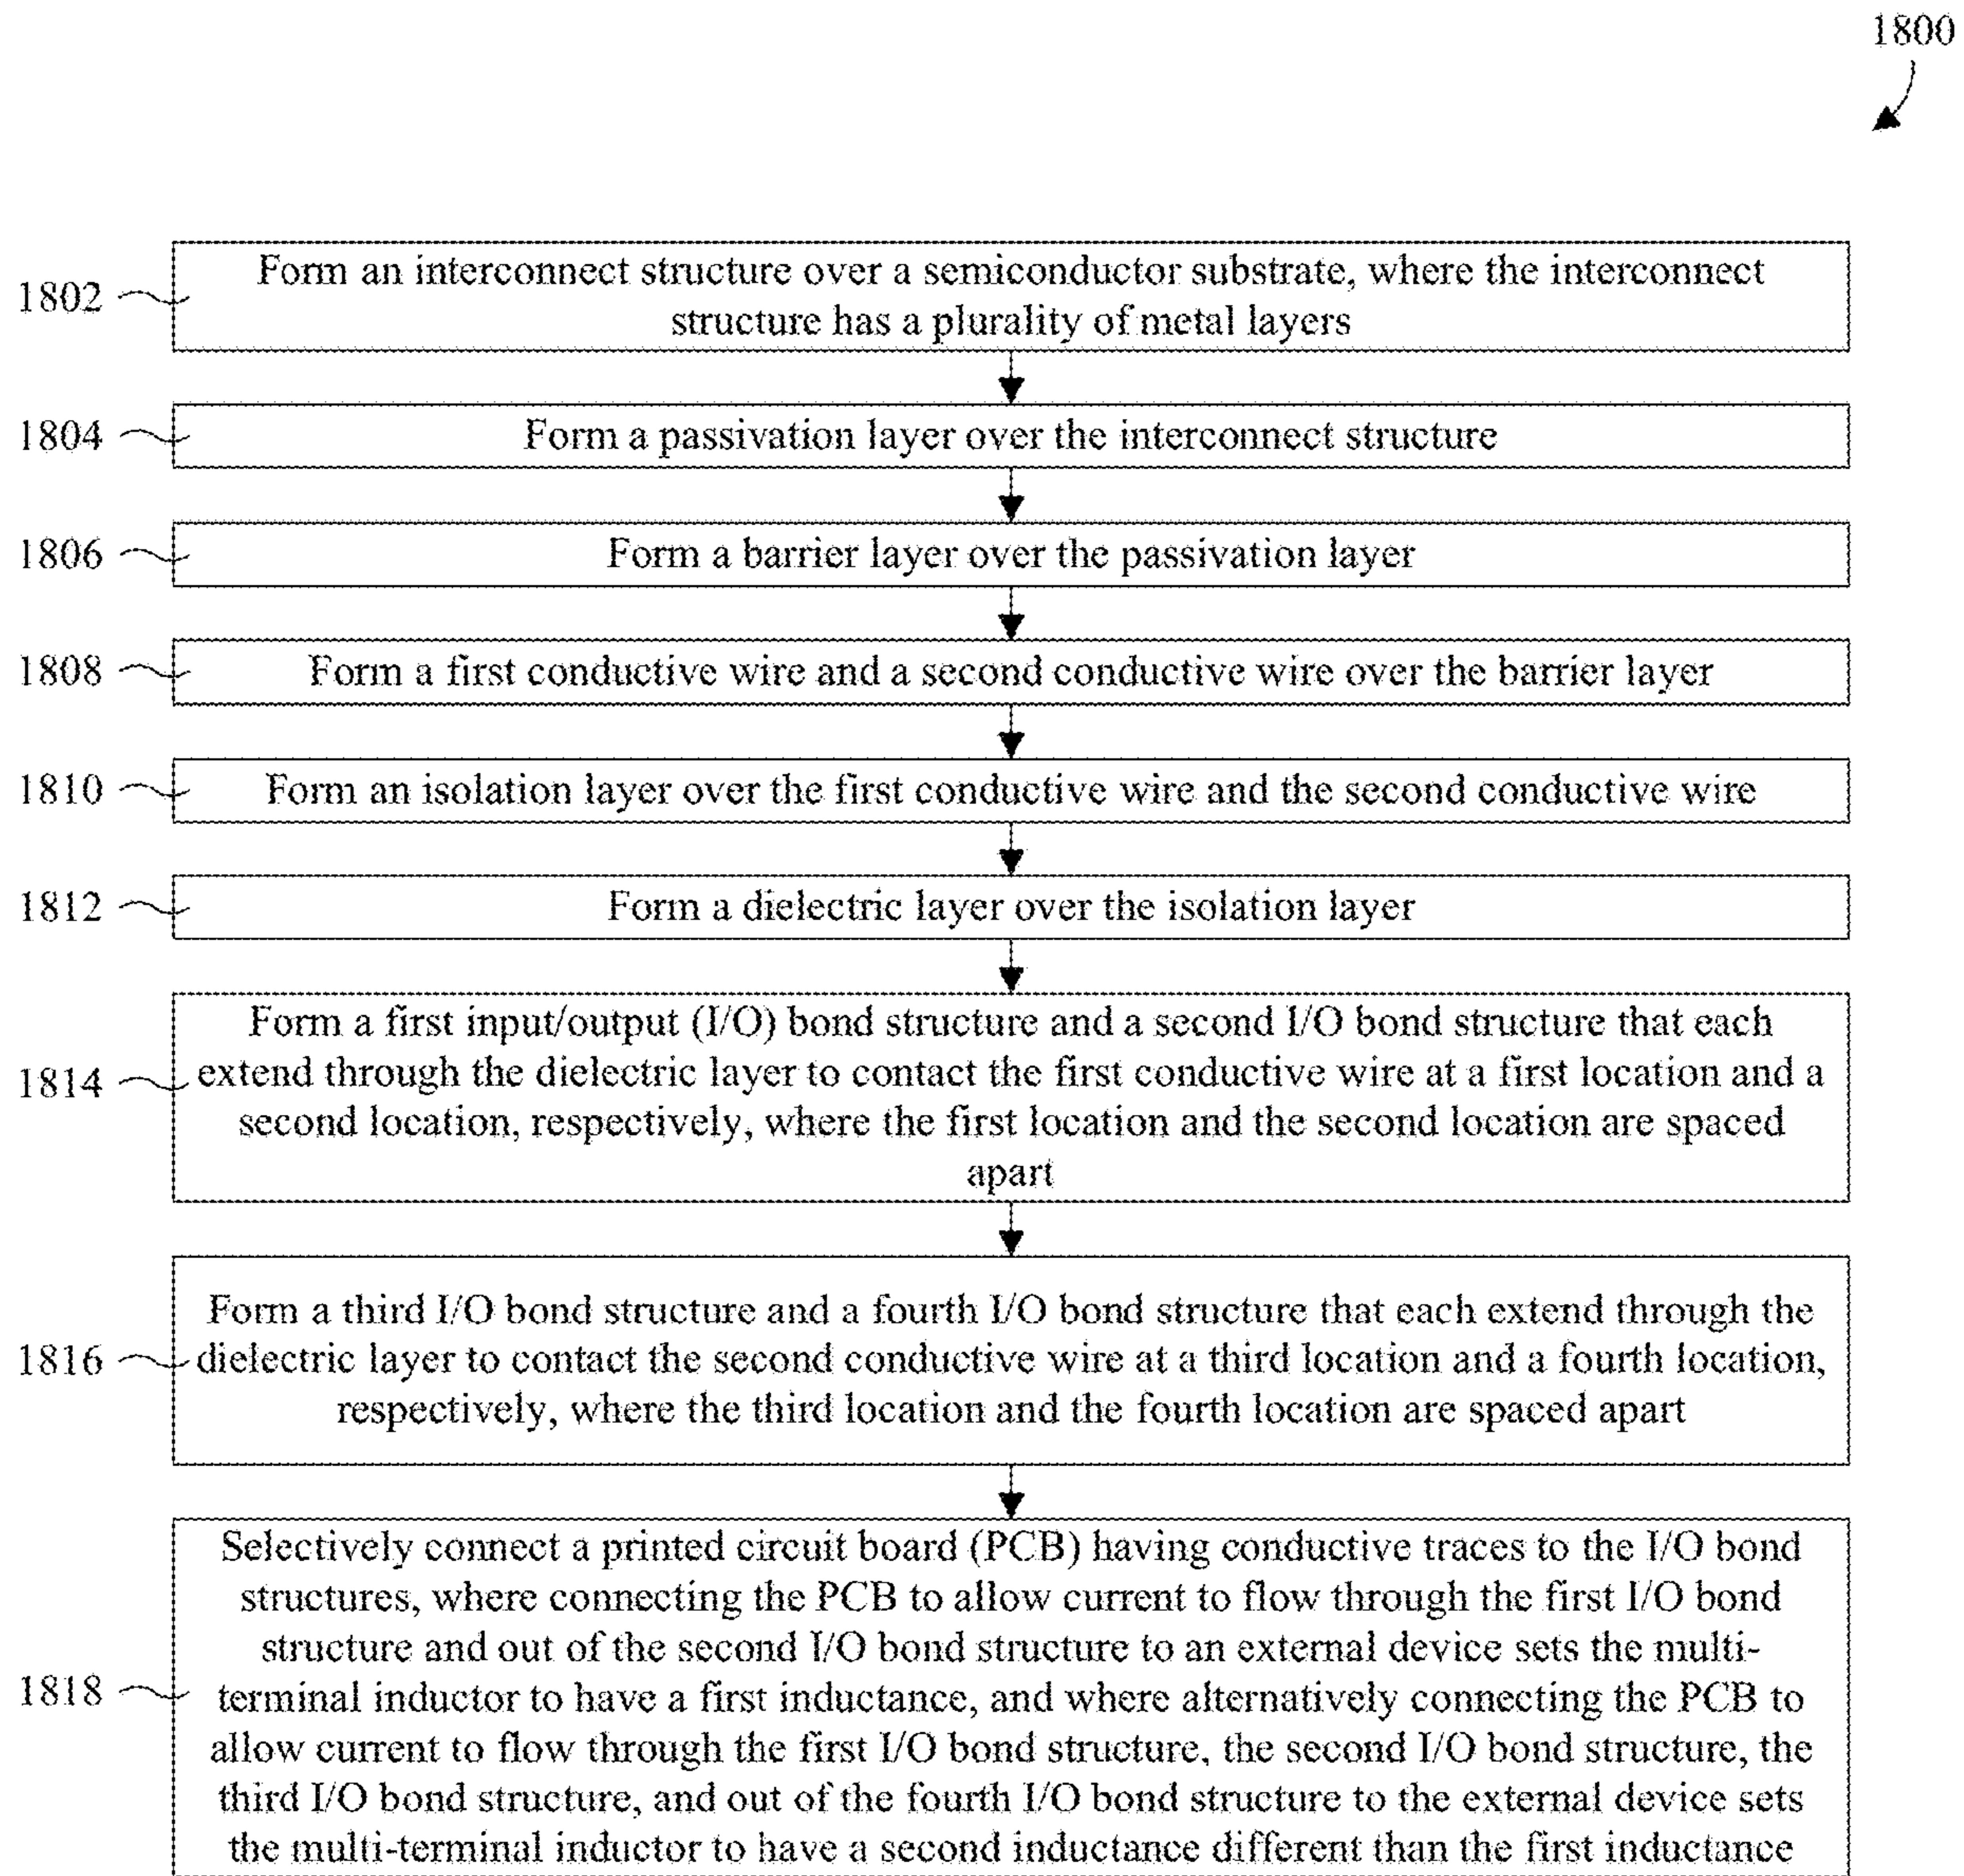 1800
1802
Form an interconnect structure over a semiconductor substrate, where the interconnect
structure has a plurality of metal layers
1804
Form a passivation layer over the interconnect structure
1806
Form a barrier layer over the passivation layer
1808
Form a first conductive wire and a second conductive wire over the barrier layer
1810
Form an isolation layer over the first conductive wire and the second conductive wire
1812
Form a dielectric layer over the isolation layer
1814
Form a first input/output (I/O) bond structure and a second I/O bond structure that each
extend through the dielectric layer to contact the first conductive wire at a first location and a
second location, respectively, where the first location and the second location are spaced
apart
1816
Form a third I/O bond structure and a fourth I/O bond structure that each extend through the
dielectric layer to contact the second conductive wire at a third location and a fourth location,
respectively, where the third location and the fourth location are spaced apart
1818
Selectively connect a printed circuit board (PCB) having conductive traces to the I/O bond
structures, where connecting the PCB to allow current to flow through the first I/O bond
structure and out of the second I/O bond structure to an external device sets the multi-
terminal inductor to have a first inductance, and where alternatively connecting the PCB to
allow current to flow through the first I/O bond structure, the second I/O bond structure, the
third I/O bond structure, and out of the fourth I/O bond structure to the external device sets
the multi-terminal inductor to have a second inductance different than the first inductance